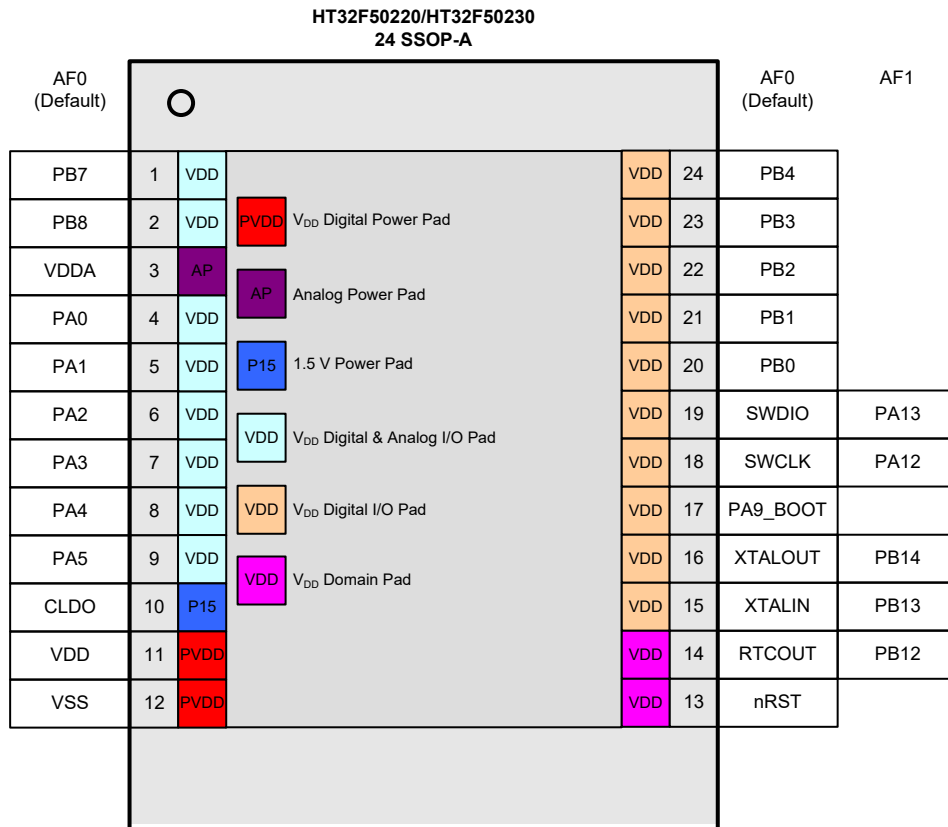 HT32F50220/HT32F50230
24 SSOP-A
AF0
(Default)
AF0
(Default)
AF1
PB7 1 VDD VDD 24 PB4
PB8 2 VDD PVDD VDD Digital Power Pad VDD 23 PB3
VDDA 3 AP AP Analog Power Pad VDD 22 PB2
PA0 4 VDD VDD 21 PB1
PA1 5 VDD P15 1.5 V Power Pad VDD 20 PB0
PA2 6 VDD VDD VDD Digital & Analog I/O Pad VDD 19 SWDIO PA13
PA3 7 VDD VDD 18 SWCLK PA12
PA4 8 VDD VDD VDD Digital I/O Pad VDD 17 PA9_BOOT
PA5 9 VDD VDD VDD Domain Pad VDD 16 XTALOUT PB14
CLDO 10 P15 VDD 15 XTALIN PB13
VDD 11 PVDD VDD 14 RTCOUT PB12
VSS 12 PVDD VDD 13 nRST